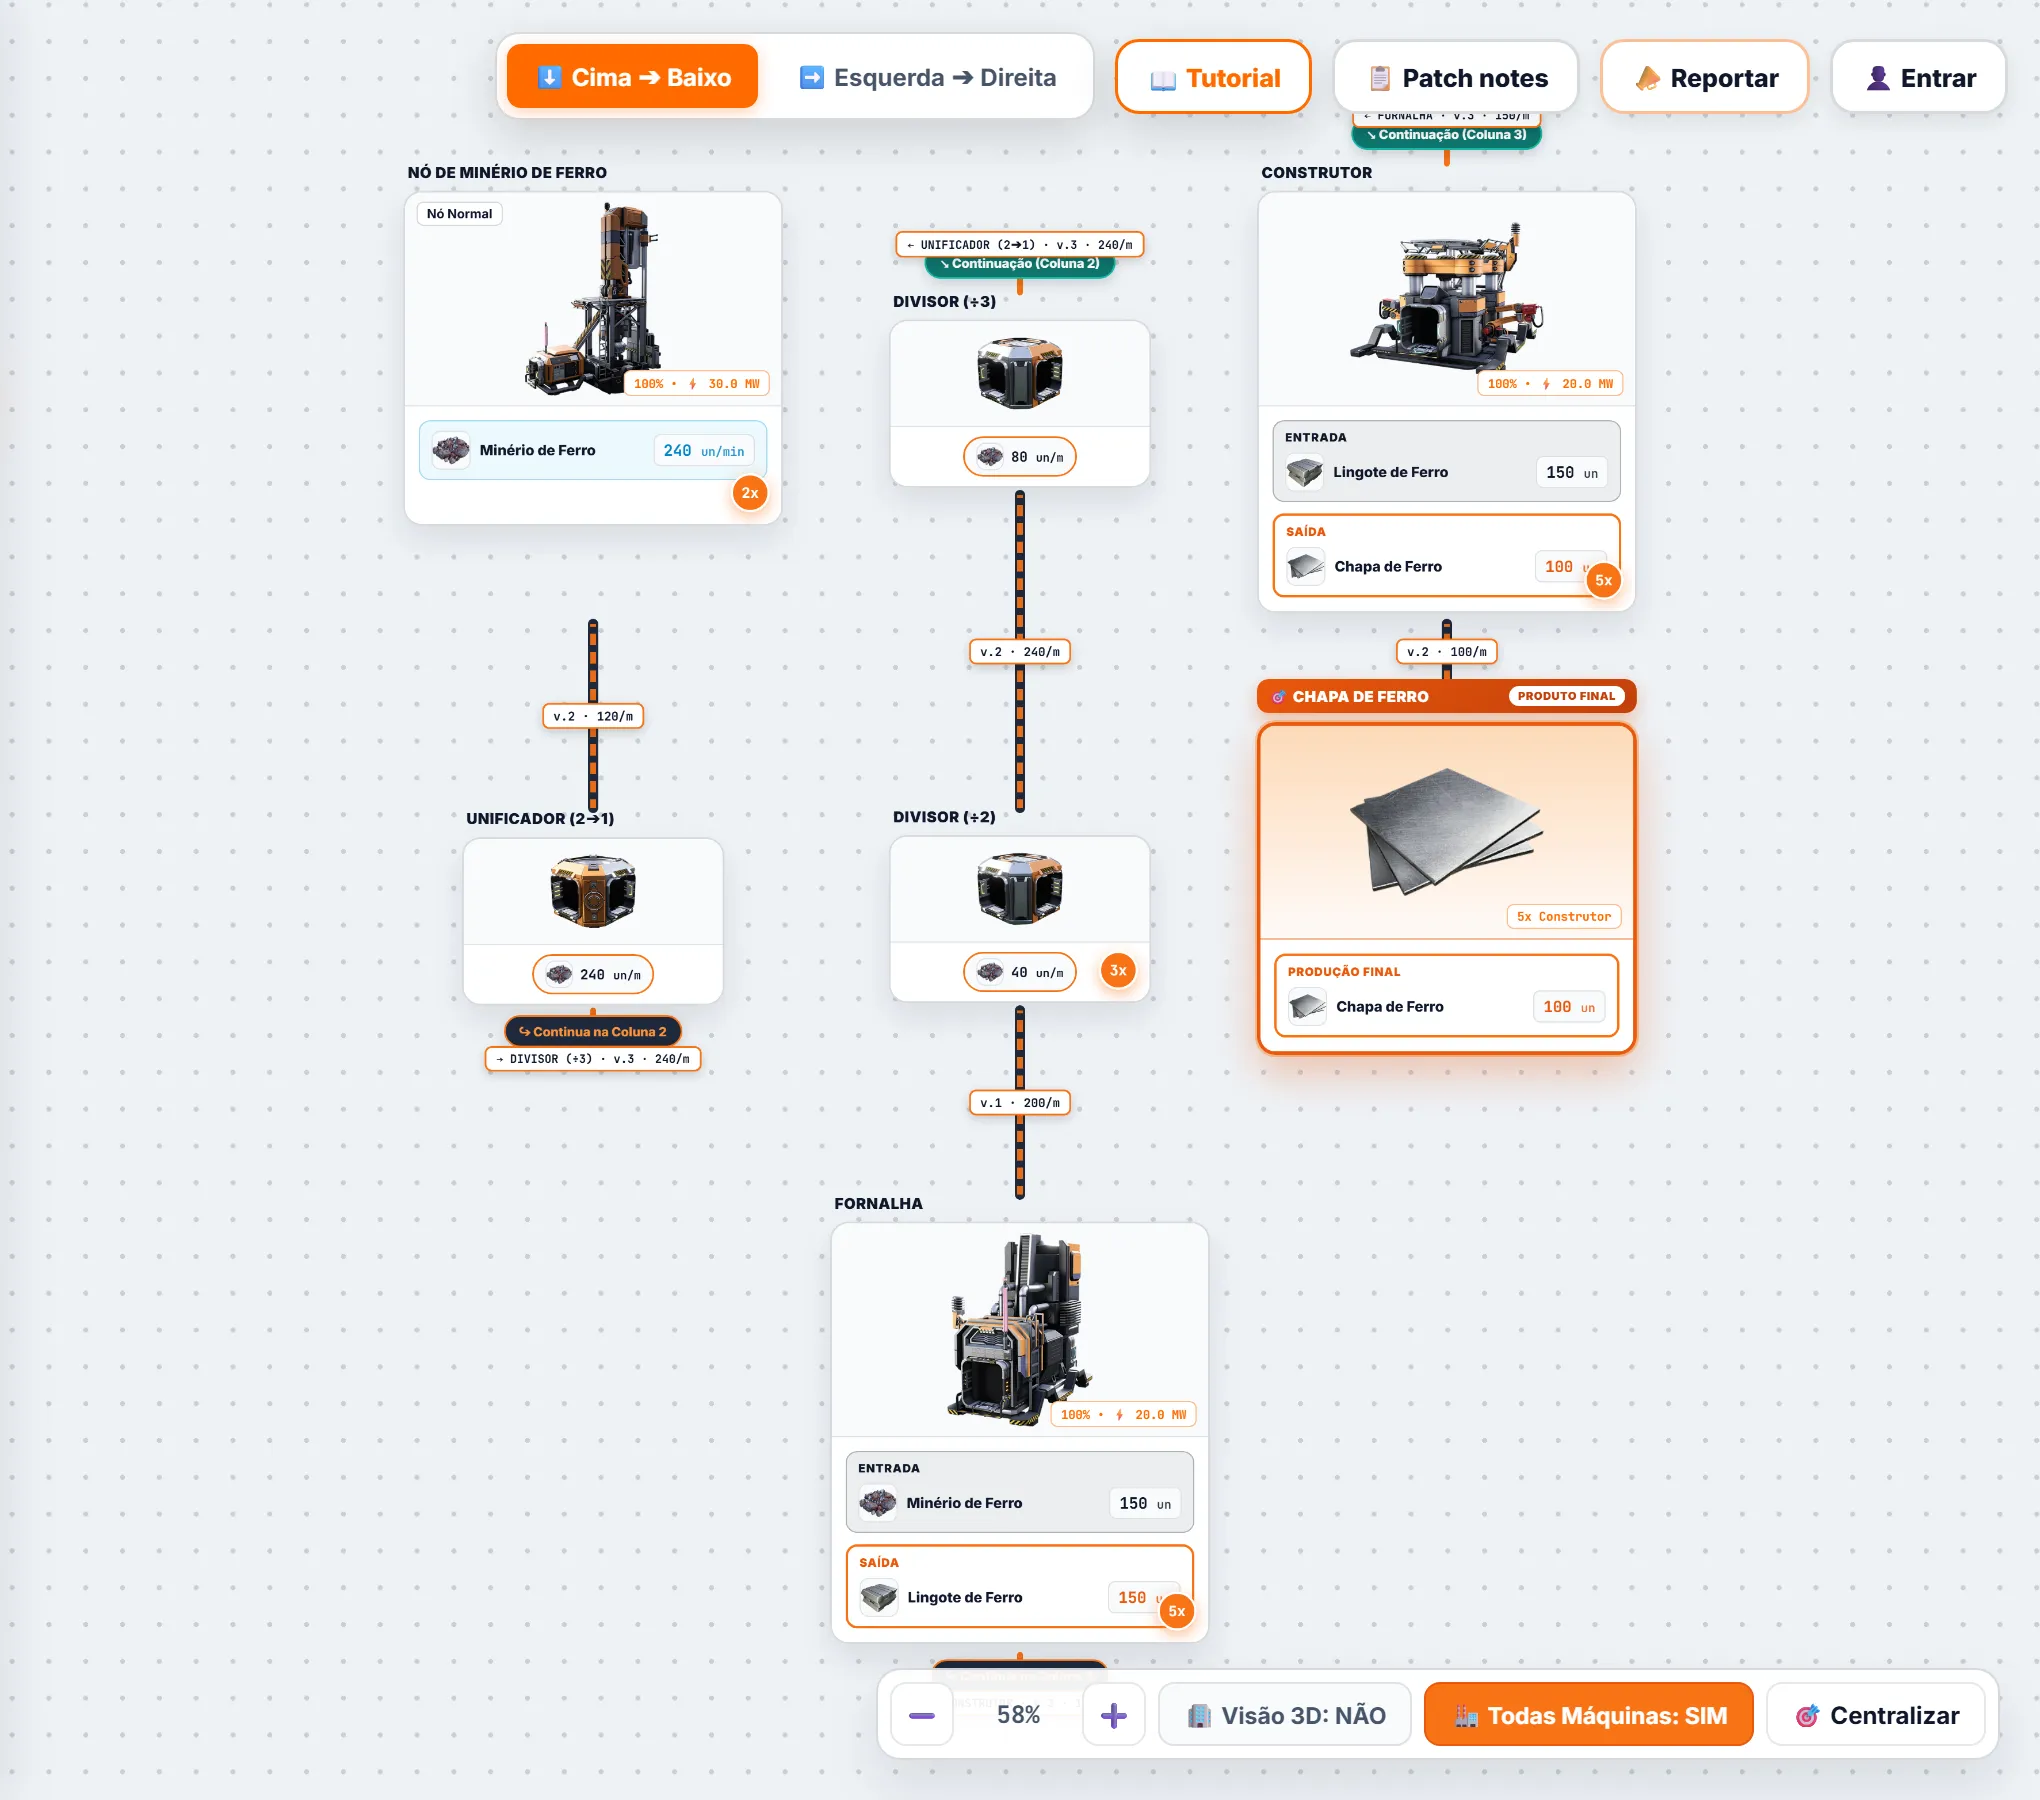 ⬇️ Cima ➔ Baixo
➡️ Esquerda ➔ Direita
📖 Tutorial
📋 Patch notes
📣 Reportar
👤 Entrar
NÓ DE MINÉRIO DE FERRO
Nó Normal
100% • ⚡ 30.0 MW
Minério de Ferro
240 un/min
2x
v.2 · 120/m
UNIFICADOR (2➔1)
240 un/m
↪ Continua na Coluna 2
→ DIVISOR (÷3) · v.3 · 240/m
← UNIFICADOR (2➔1) · v.3 · 240/m
↘ Continuação (Coluna 2)
DIVISOR (÷3)
80 un/m
v.2 · 240/m
DIVISOR (÷2)
40 un/m
3x
v.1 · 200/m
FORNALHA
100% • ⚡ 20.0 MW
ENTRADA
Minério de Ferro
150 un
SAÍDA
Lingote de Ferro
150
5x
← FORNALHA · v.3 · 150/m
↘ Continuação (Coluna 3)
CONSTRUTOR
100% • ⚡ 20.0 MW
ENTRADA
Lingote de Ferro
150 un
SAÍDA
Chapa de Ferro
100
5x
v.2 · 100/m
🎯 CHAPA DE FERRO
PRODUTO FINAL
5x Construtor
PRODUÇÃO FINAL
Chapa de Ferro
100 un
58%
🏢 Visão 3D: NÃO
🏭 Todas Máquinas: SIM
🎯 Centralizar